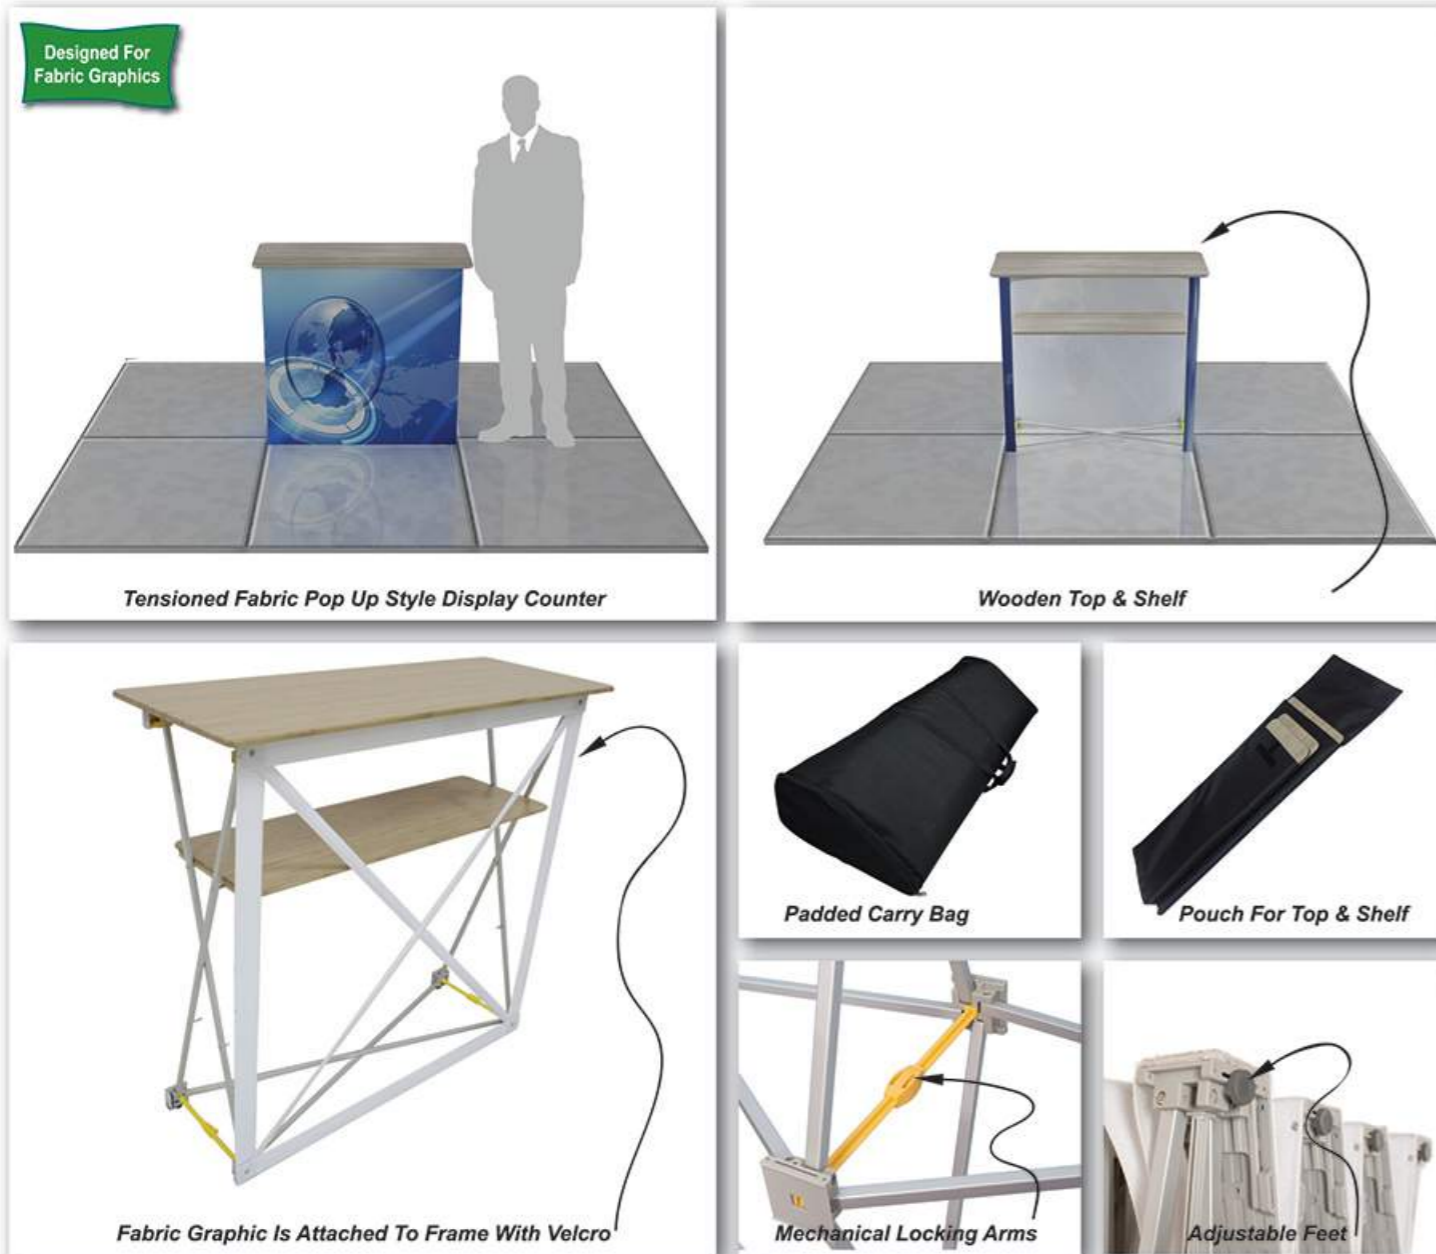 Designed For
Fabric Graphics
Tensioned Fabric Pop Up Style Display Counter
Wooden Top & Shelf
Fabric Graphic Is Attached To Frame With Velcro
Padded Carry Bag
Pouch For Top & Shelf
Mechanical Locking Arms
Adjustable Feet